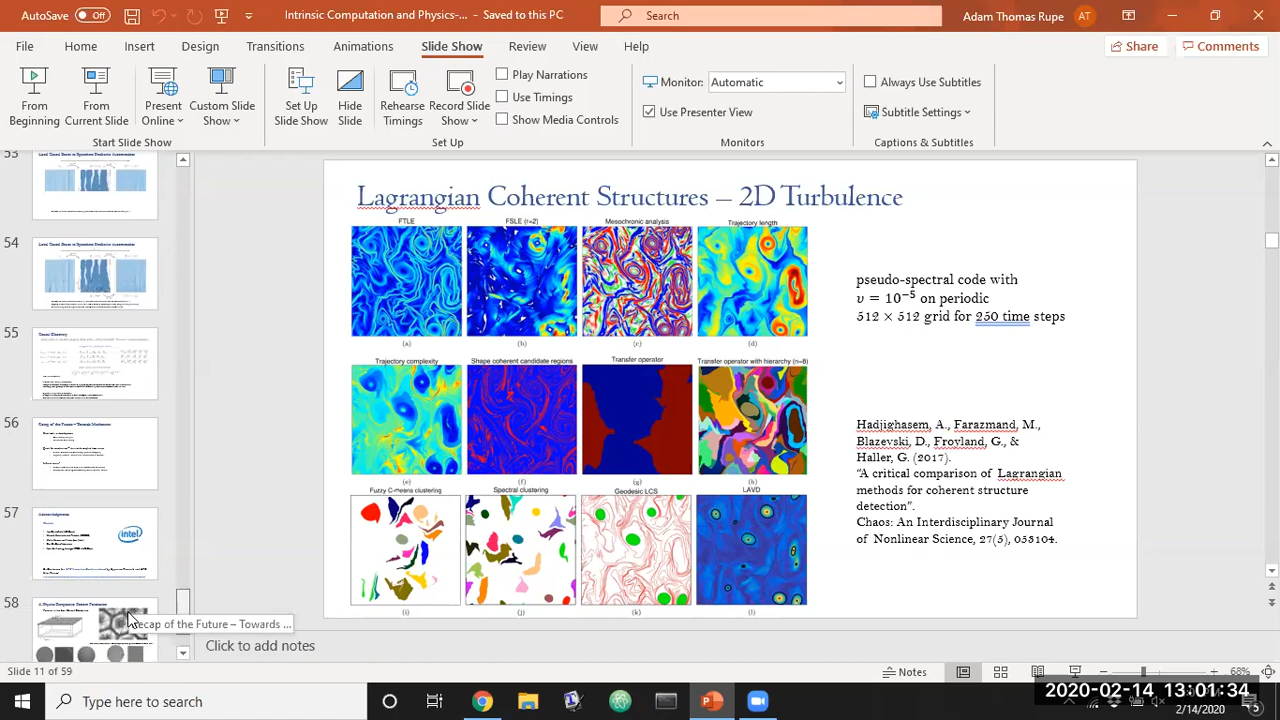 AutoSave Off
Intrinsic Computation and Physics-... • Saved to this PC
Search
Adam Thomas Rupe AT
File Home Insert Design Transitions Animations Slide Show Review View Help
Share Comments
From Beginning
From Current Slide
Present Online
Custom Slide Show
Set Up Slide Show
Hide Slide
Rehearse Timings
Record Slide Show
Play Narrations
Use Timings
Show Media Controls
Monitor: Automatic
Use Presenter View
Always Use Subtitles
Subtitle Settings
Start Slide Show
Set Up
Monitors
Captions & Subtitles
53
54
55
56
57
intel
58
ecap of the Future – Towards ...
Lagrangian Coherent Structures – 2D Turbulence
FTLE
FSLE (r=2)
Mesochronic analysis
Trajectory length
(a) (b) (c) (d)
Trajectory complexity
Shape coherent candidate regions
Transfer operator
Transfer operator with hierarchy (n=8)
(e) (f) (g) (h)
Fuzzy C-means clustering
Spectral clustering
Geodesic LCS
LAVD
(i) (j) (k) (l)
pseudo-spectral code with
υ = 10⁻⁵ on periodic
512 × 512 grid for 250 time steps
Hadjighasem, A., Farazmand, M.,
Blazevski, D., Froyland, G., &
Haller, G. (2017).
"A critical comparison of Lagrangian
methods for coherent structure
detection".
Chaos: An Interdisciplinary Journal
of Nonlinear Science, 27(5), 053104.
Click to add notes
Slide 11 of 59
Notes
68%
Type here to search
2020-02-14 13:01:34
2/14/2020
5